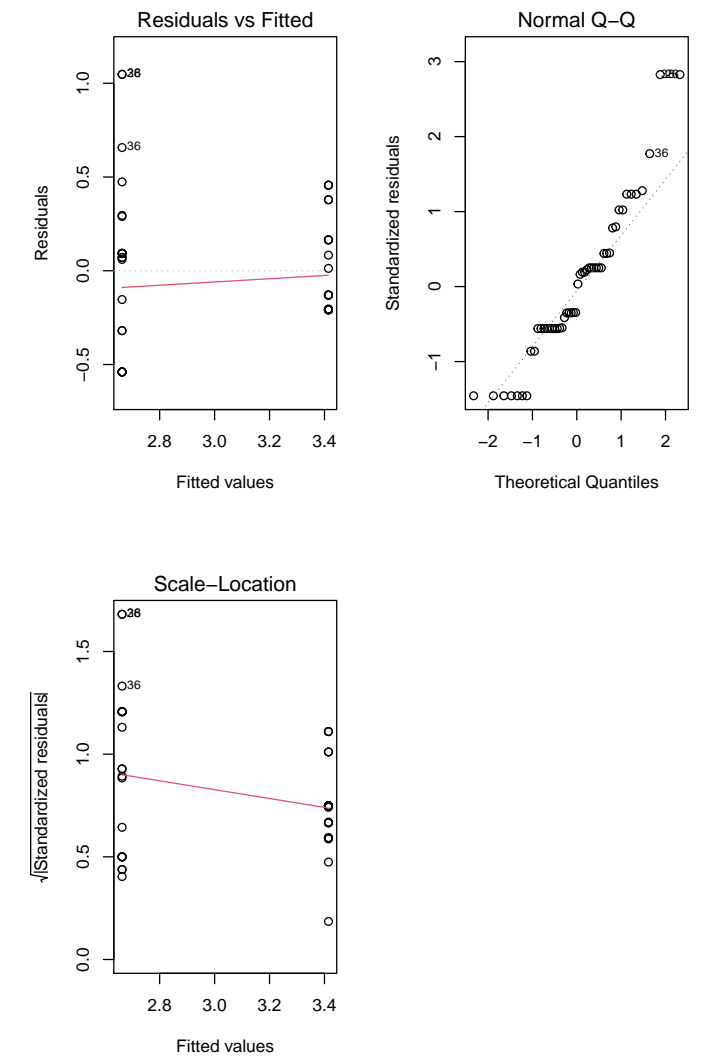 Residuals vs Fitted
Residuals
1.0
0.5
0.0
−0.5
36
2.8 3.0 3.2 3.4
Fitted values
Normal Q−Q
Standardized residuals
3
2
1
0
−1
36
−2 −1 0 1 2
Theoretical Quantiles
Scale−Location
√|Standardized residuals|
1.5
1.0
0.5
0.0
36
2.8 3.0 3.2 3.4
Fitted values